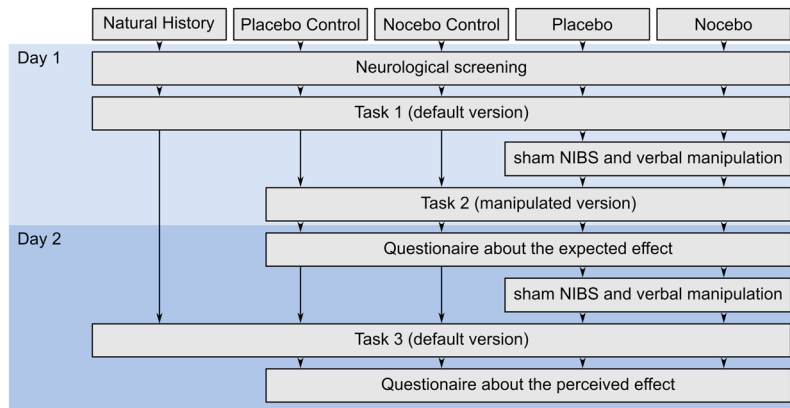 Natural History
Placebo Control
Nocebo Control
Placebo
Nocebo
Day 1
Neurological screening
Task 1 (default version)
sham NIBS and verbal manipulation
Task 2 (manipulated version)
Day 2
Questionaire about the expected effect
sham NIBS and verbal manipulation
Task 3 (default version)
Questionaire about the perceived effect